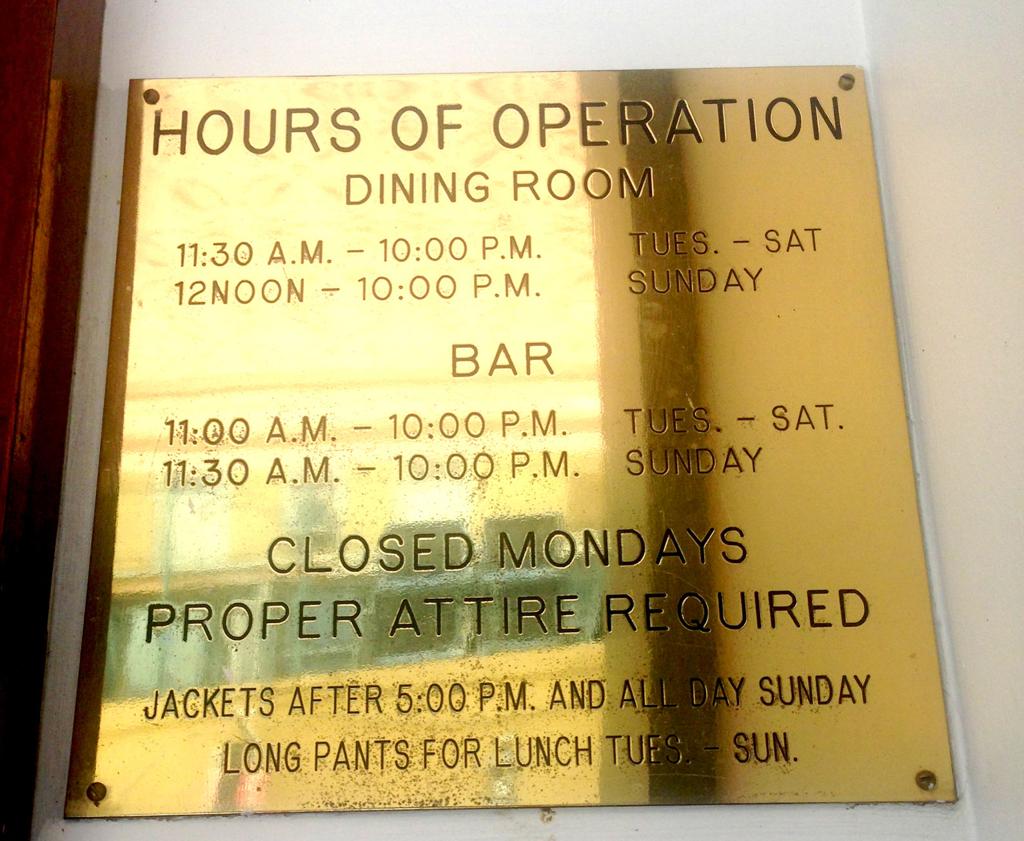 HOURS OF OPERATION
DINING ROOM
11:30 A.M. – 10:00 P.M. TUES. – SAT
12NOON – 10:00 P.M. SUNDAY
BAR
11:00 A.M. – 10:00 P.M. TUES. – SAT.
11:30 A.M. – 10:00 P.M. SUNDAY
CLOSED MONDAYS
PROPER ATTIRE REQUIRED
JACKETS AFTER 5:00 P.M. AND ALL DAY SUNDAY
LONG PANTS FOR LUNCH TUES. – SUN.